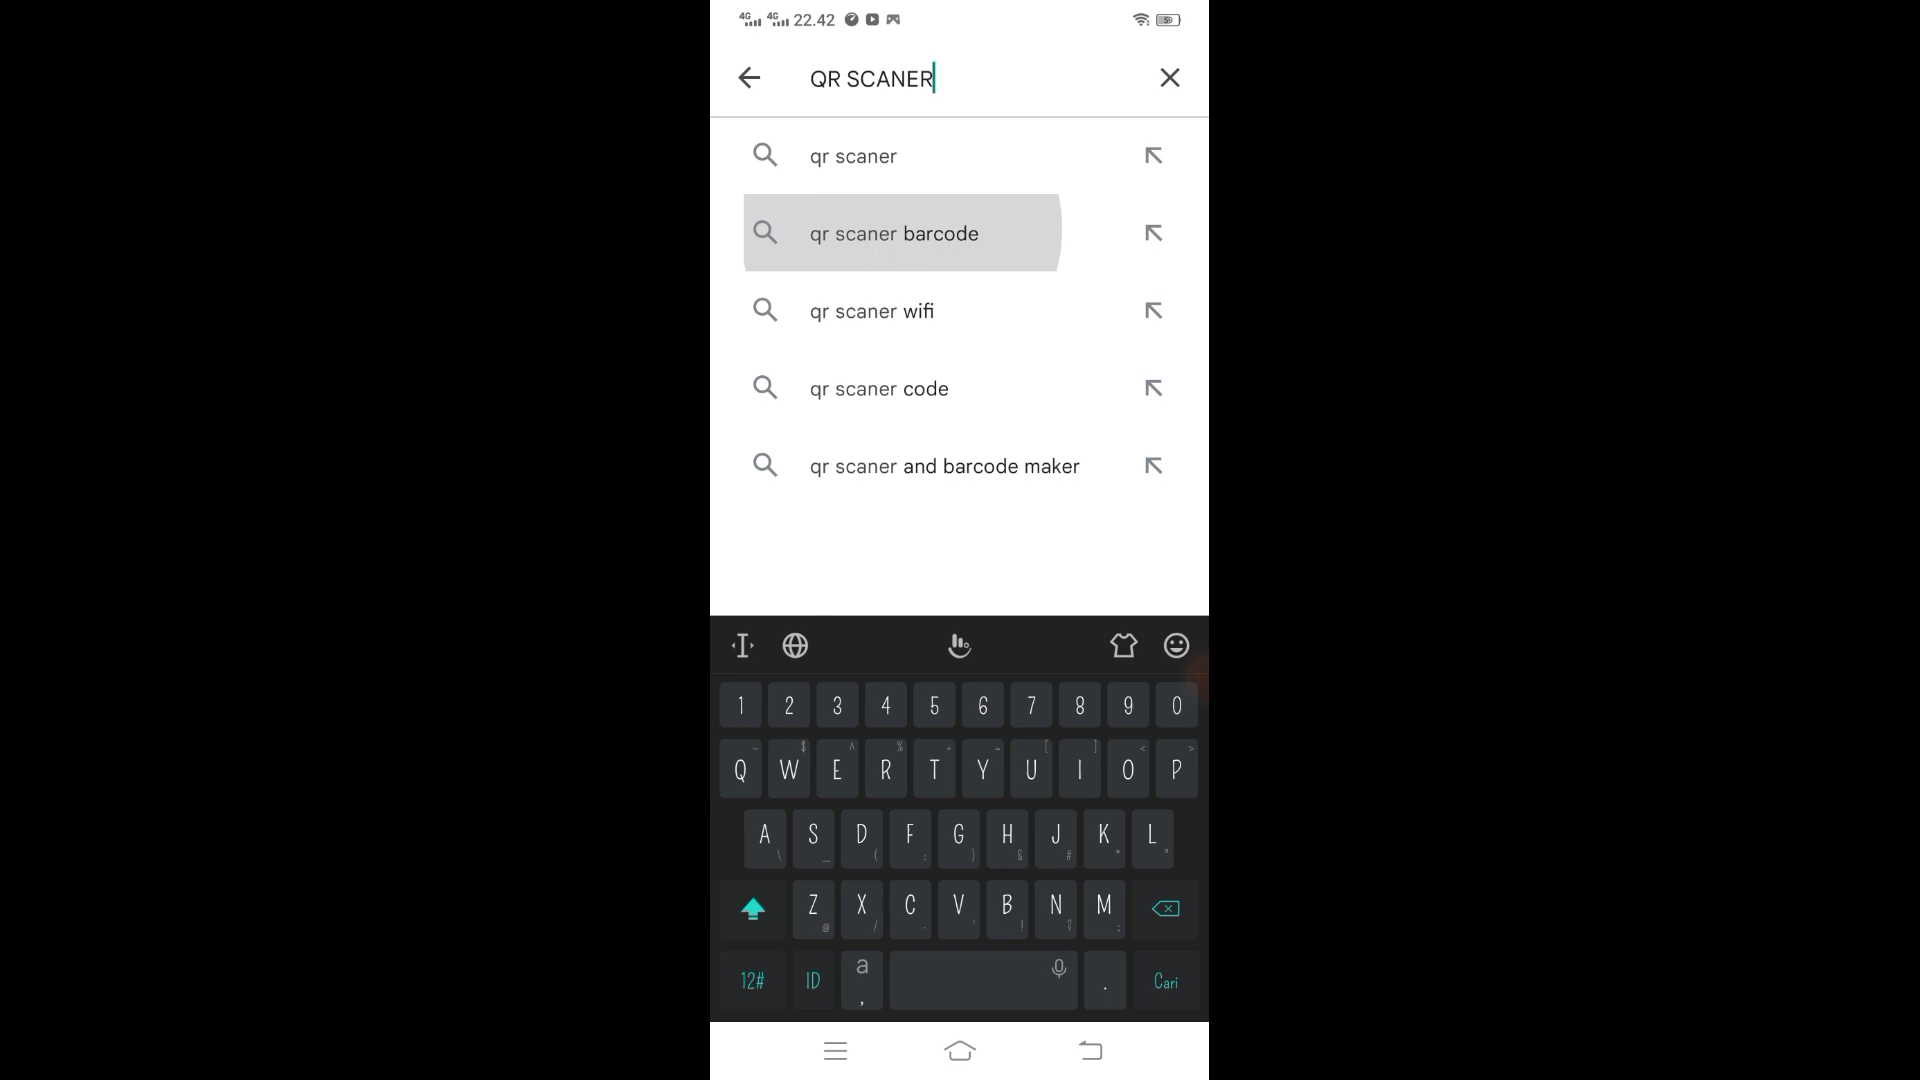 4G 4G 22.42 59
QR SCANER
qr scaner
qr scaner barcode
qr scaner wifi
qr scaner code
qr scaner and barcode maker
1 2 3 4 5 6 7 8 9 0
~ $ ^ % + = [ ] < >
Q W E R T Y U I O P
A S D F G H J K L
\ _ ( : ) & # * "
Z X C V B N M
@ / - ' ! ? ;
12# ID a , . Cari